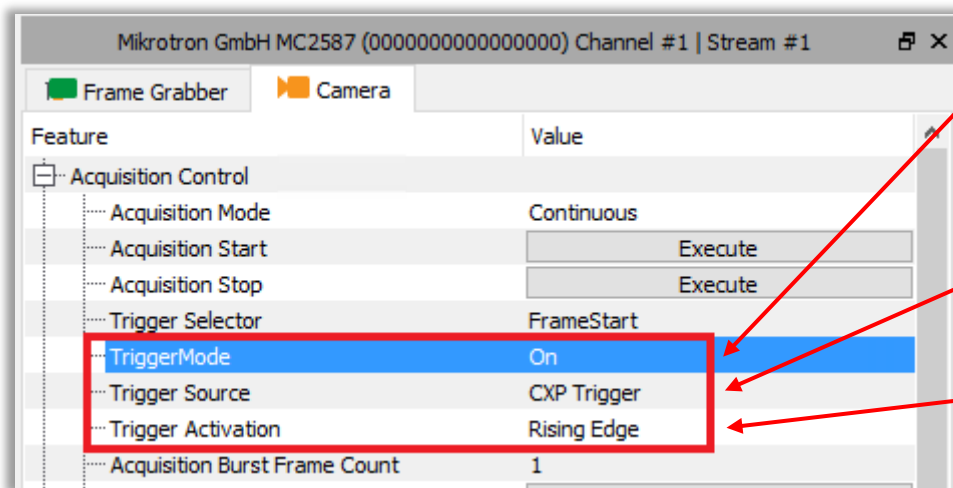 Mikrotron GmbH MC2587 (0000000000000000) Channel #1 | Stream #1
Frame Grabber Camera
Feature Value
Acquisition Control
Acquisition Mode Continuous
Acquisition Start Execute
Acquisition Stop Execute
Trigger Selector FrameStart
TriggerMode On
Trigger Source CXP Trigger
Trigger Activation Rising Edge
Acquisition Burst Frame Count 1